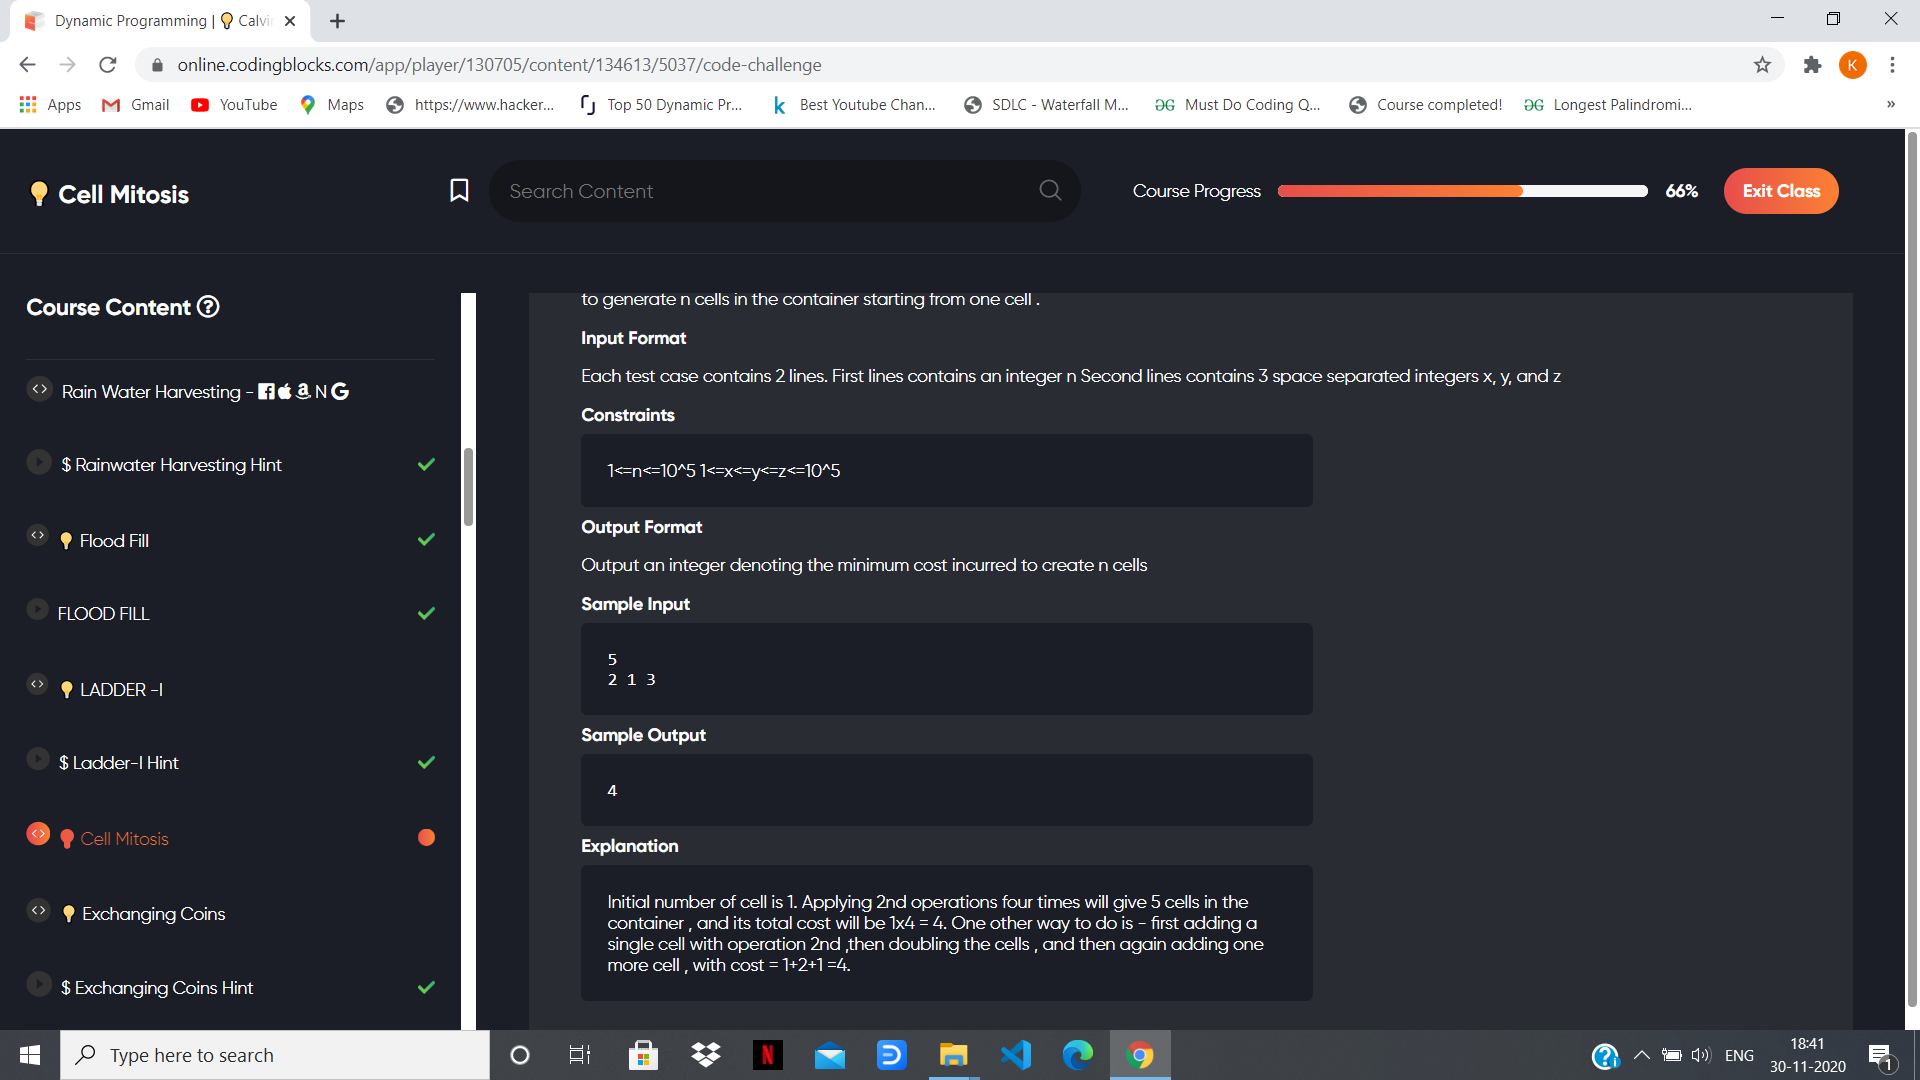 Dynamic Programming | Calvi
online.codingblocks.com/app/player/130705/content/134613/5037/code-challenge
K
Apps Gmail YouTube Maps https://www.hacker... Top 50 Dynamic Pr... Best Youtube Chan... SDLC - Waterfall M... Must Do Coding Q... Course completed! Longest Palindromi... »
Cell Mitosis
Search Content
Course Progress 66% Exit Class
Course Content
Rain Water Harvesting - N
$ Rainwater Harvesting Hint
Flood Fill
FLOOD FILL
LADDER -I
$ Ladder-I Hint
Cell Mitosis
Exchanging Coins
$ Exchanging Coins Hint
to generate n cells in the container starting from one cell .
Input Format
Each test case contains 2 lines. First lines contains an integer n Second lines contains 3 space separated integers x, y, and z
Constraints
1<=n<=10^5 1<=x<=y<=z<=10^5
Output Format
Output an integer denoting the minimum cost incurred to create n cells
Sample Input
5
2 1 3
Sample Output
4
Explanation
Initial number of cell is 1. Applying 2nd operations four times will give 5 cells in the
container , and its total cost will be 1x4 = 4. One other way to do is - first adding a
single cell with operation 2nd ,then doubling the cells , and then again adding one
more cell , with cost = 1+2+1 =4.
Type here to search
ENG
18:41
30-11-2020
1